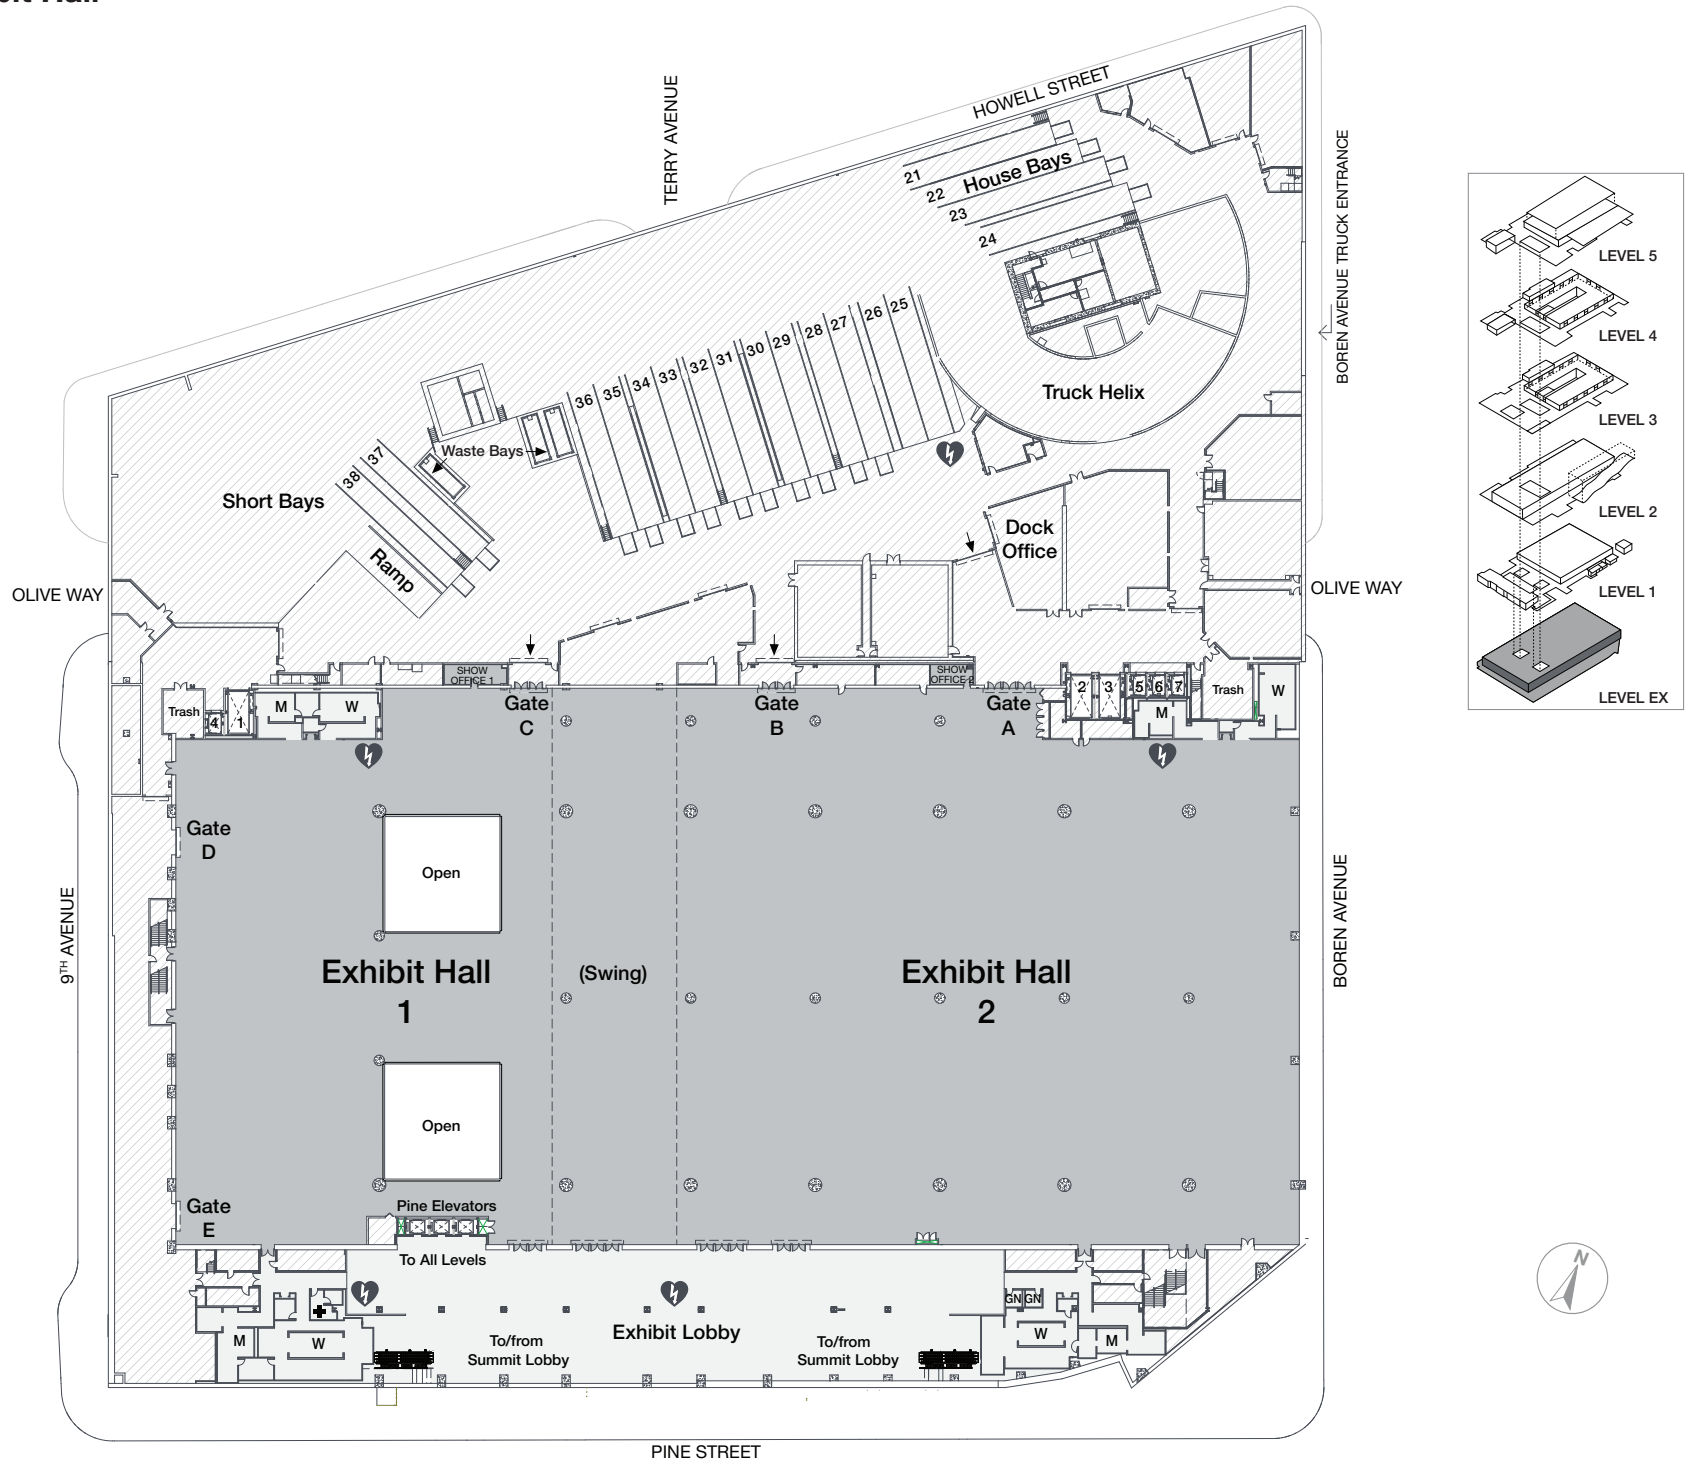 HOWELL STREET
TERRY AVENUE
BOREN AVENUE TRUCK ENTRANCE
21
22
23
24
House Bays
25
26
27
28
29
30
31
32
33
34
35
36
37
38
Truck Helix
Waste Bays
Short Bays
Ramp
Dock
Office
OLIVE WAY
OLIVE WAY
SHOW
OFFICE 1
SHOW
Trash
4
1
M
W
Gate
C
Gate
B
Gate
A
2
3
5
6
7
M
Trash
W
Gate
D
Open
9TH AVENUE
Exhibit Hall
1
(Swing)
Exhibit Hall
2
BOREN AVENUE
Open
Gate
E
Pine Elevators
To All Levels
M
W
To/from
Summit Lobby
Exhibit Lobby
To/from
Summit Lobby
GN
GN
W
M
PINE STREET
LEVEL 5
LEVEL 4
LEVEL 3
LEVEL 2
LEVEL 1
LEVEL EX
N